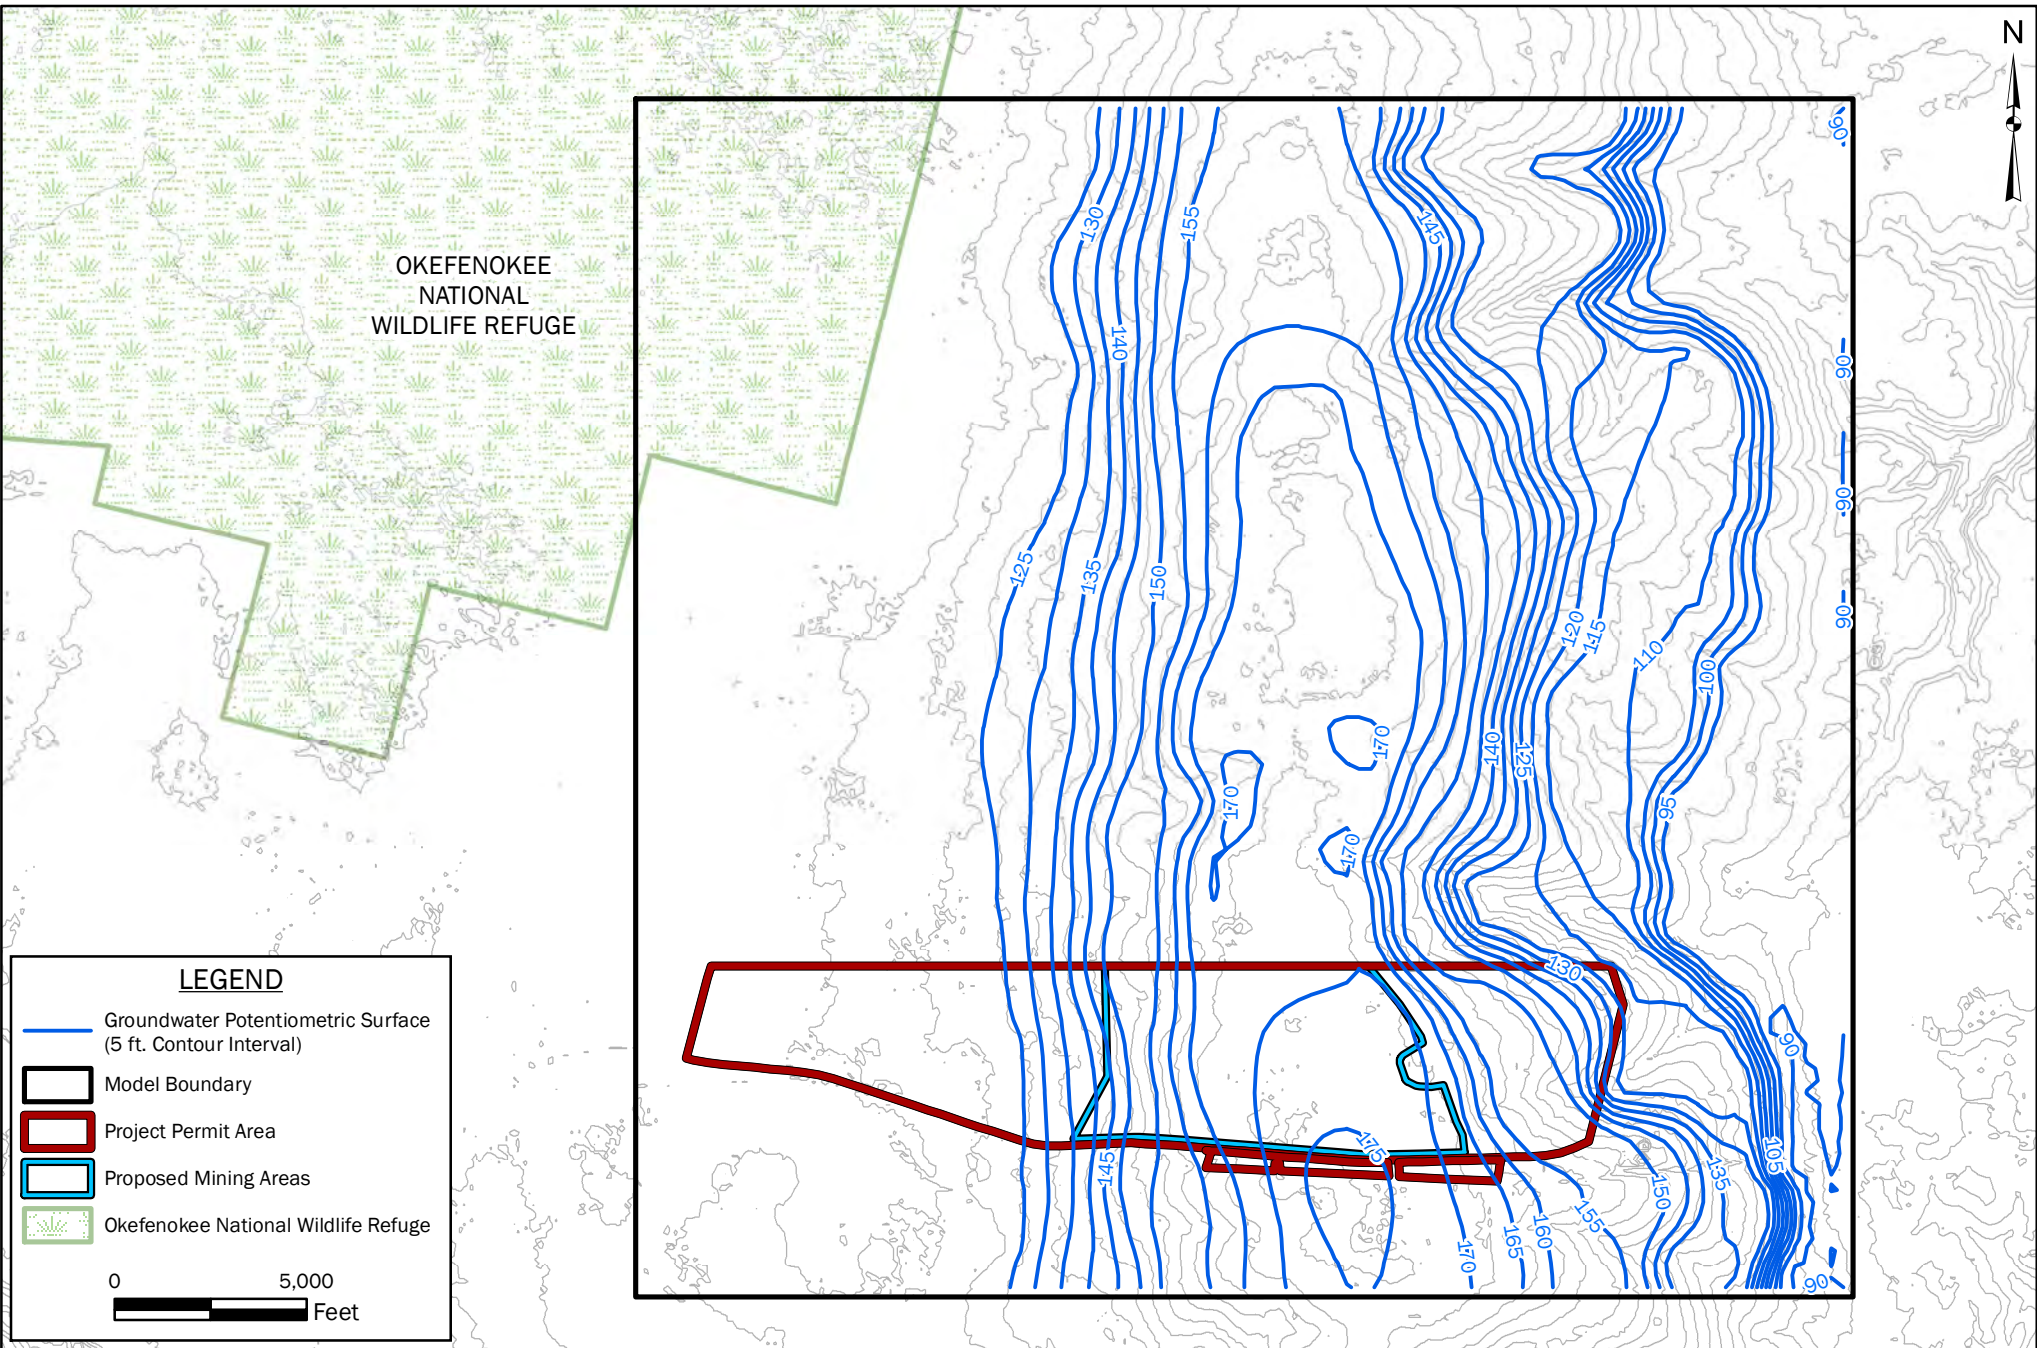 N
90
130
155
145
OKEFENOKEE
NATIONAL
WILDLIFE REFUGE
140
90
90
125
135
150
90
120
115
110
100
170
140
125
170
95
170
130
90
175
105
145
135
150
155
160
165
170
90
LEGEND
Groundwater Potentiometric Surface
(5 ft. Contour Interval)
Model Boundary
Project Permit Area
Proposed Mining Areas
Okefenokee National Wildlife Refuge
0 5,000
Feet